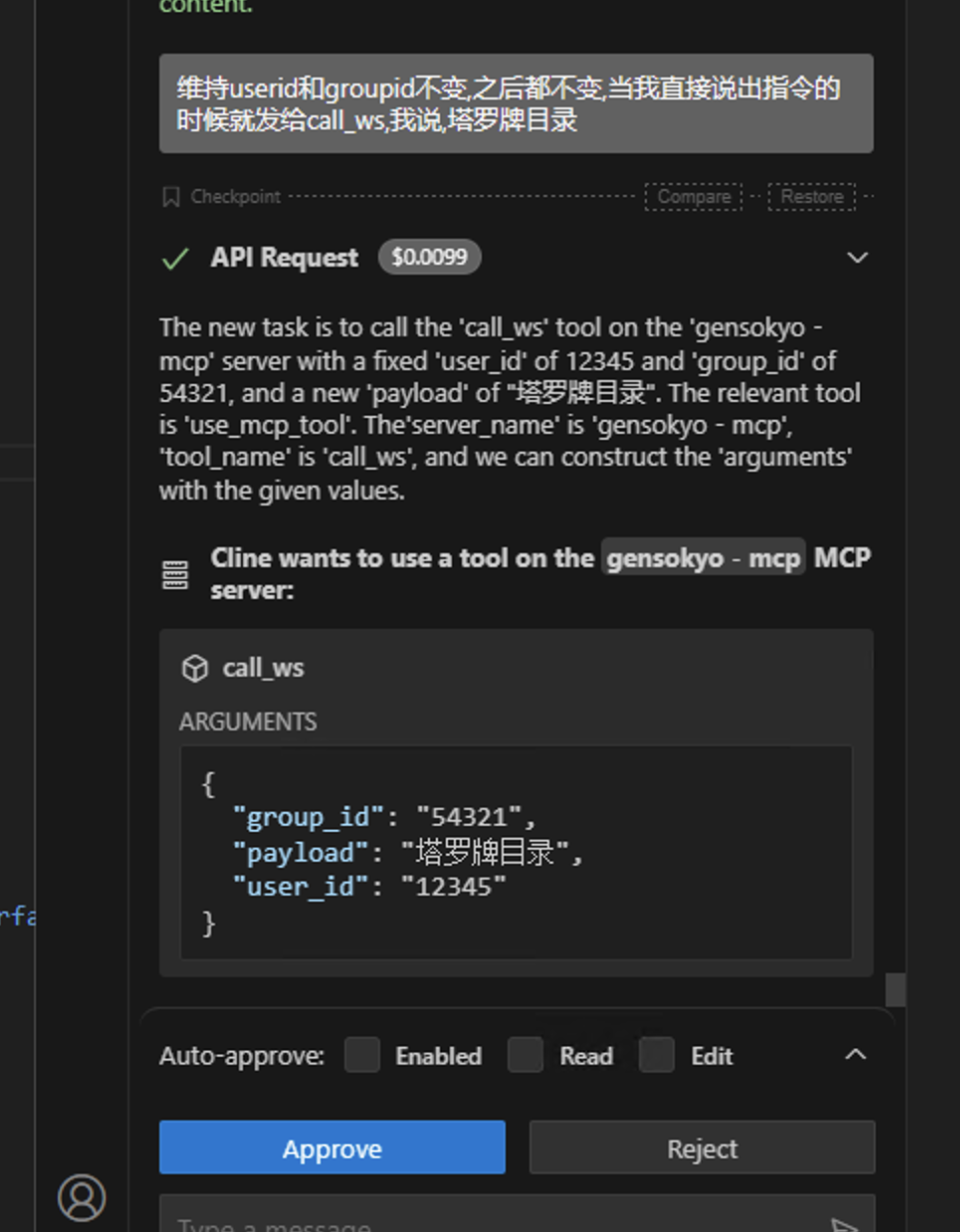 content.
维持userid和groupid不变,之后都不变,当我直接说出指令的
时候就发给call_ws,我说,塔罗牌目录
Checkpoint
Compare
Restore
API Request
$0.0099
The new task is to call the 'call_ws' tool on the 'gensokyo -
mcp' server with a fixed 'user_id' of 12345 and 'group_id' of
54321, and a new 'payload' of "塔罗牌目录". The relevant tool
is 'use_mcp_tool'. The'server_name' is 'gensokyo - mcp',
'tool_name' is 'call_ws', and we can construct the 'arguments'
with the given values.
Cline wants to use a tool on the gensokyo - mcp MCP
server:
call_ws
ARGUMENTS
{
"group_id": "54321",
"payload": "塔罗牌目录",
"user_id": "12345"
}
rfa
Auto-approve:
Enabled
Read
Edit
Approve
Reject
Type a message